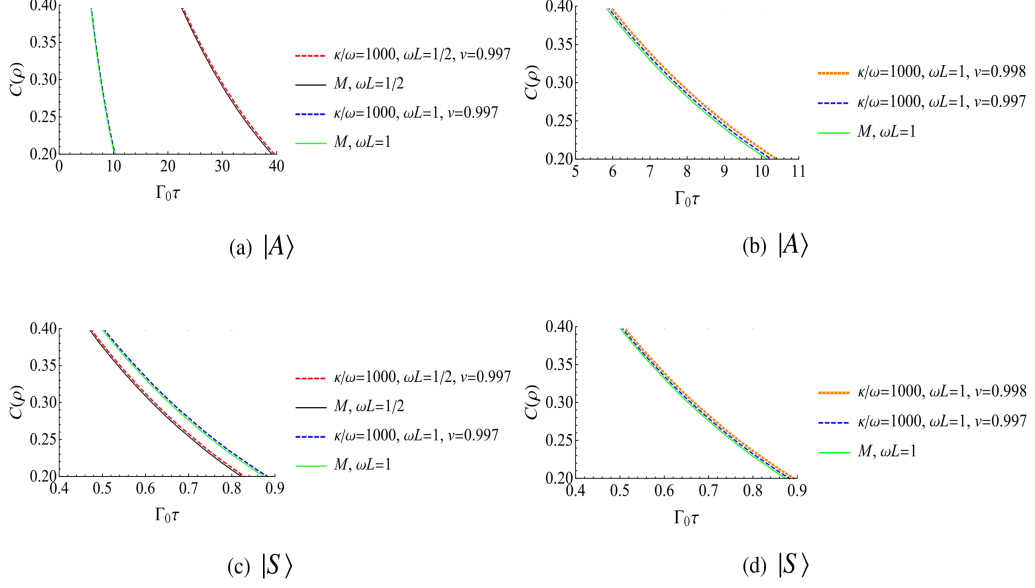 0.40
0.35
0.30
0.25
0.20
C(ρ)
0 10 20 30 40
Γ₀τ
κ/ω=1000, ωL=1/2, v=0.997
M, ωL=1/2
κ/ω=1000, ωL=1, v=0.997
M, ωL=1
(a) |A⟩
0.40
0.35
0.30
0.25
0.20
C(ρ)
5 6 7 8 9 10 11
Γ₀τ
κ/ω=1000, ωL=1, v=0.998
κ/ω=1000, ωL=1, v=0.997
M, ωL=1
(b) |A⟩
0.40
0.35
0.30
0.25
0.20
C(ρ)
0.4 0.5 0.6 0.7 0.8 0.9
Γ₀τ
κ/ω=1000, ωL=1/2, v=0.997
M, ωL=1/2
κ/ω=1000, ωL=1, v=0.997
M, ωL=1
(c) |S⟩
0.40
0.35
0.30
0.25
0.20
C(ρ)
0.4 0.5 0.6 0.7 0.8 0.9
Γ₀τ
κ/ω=1000, ωL=1, v=0.998
κ/ω=1000, ωL=1, v=0.997
M, ωL=1
(d) |S⟩